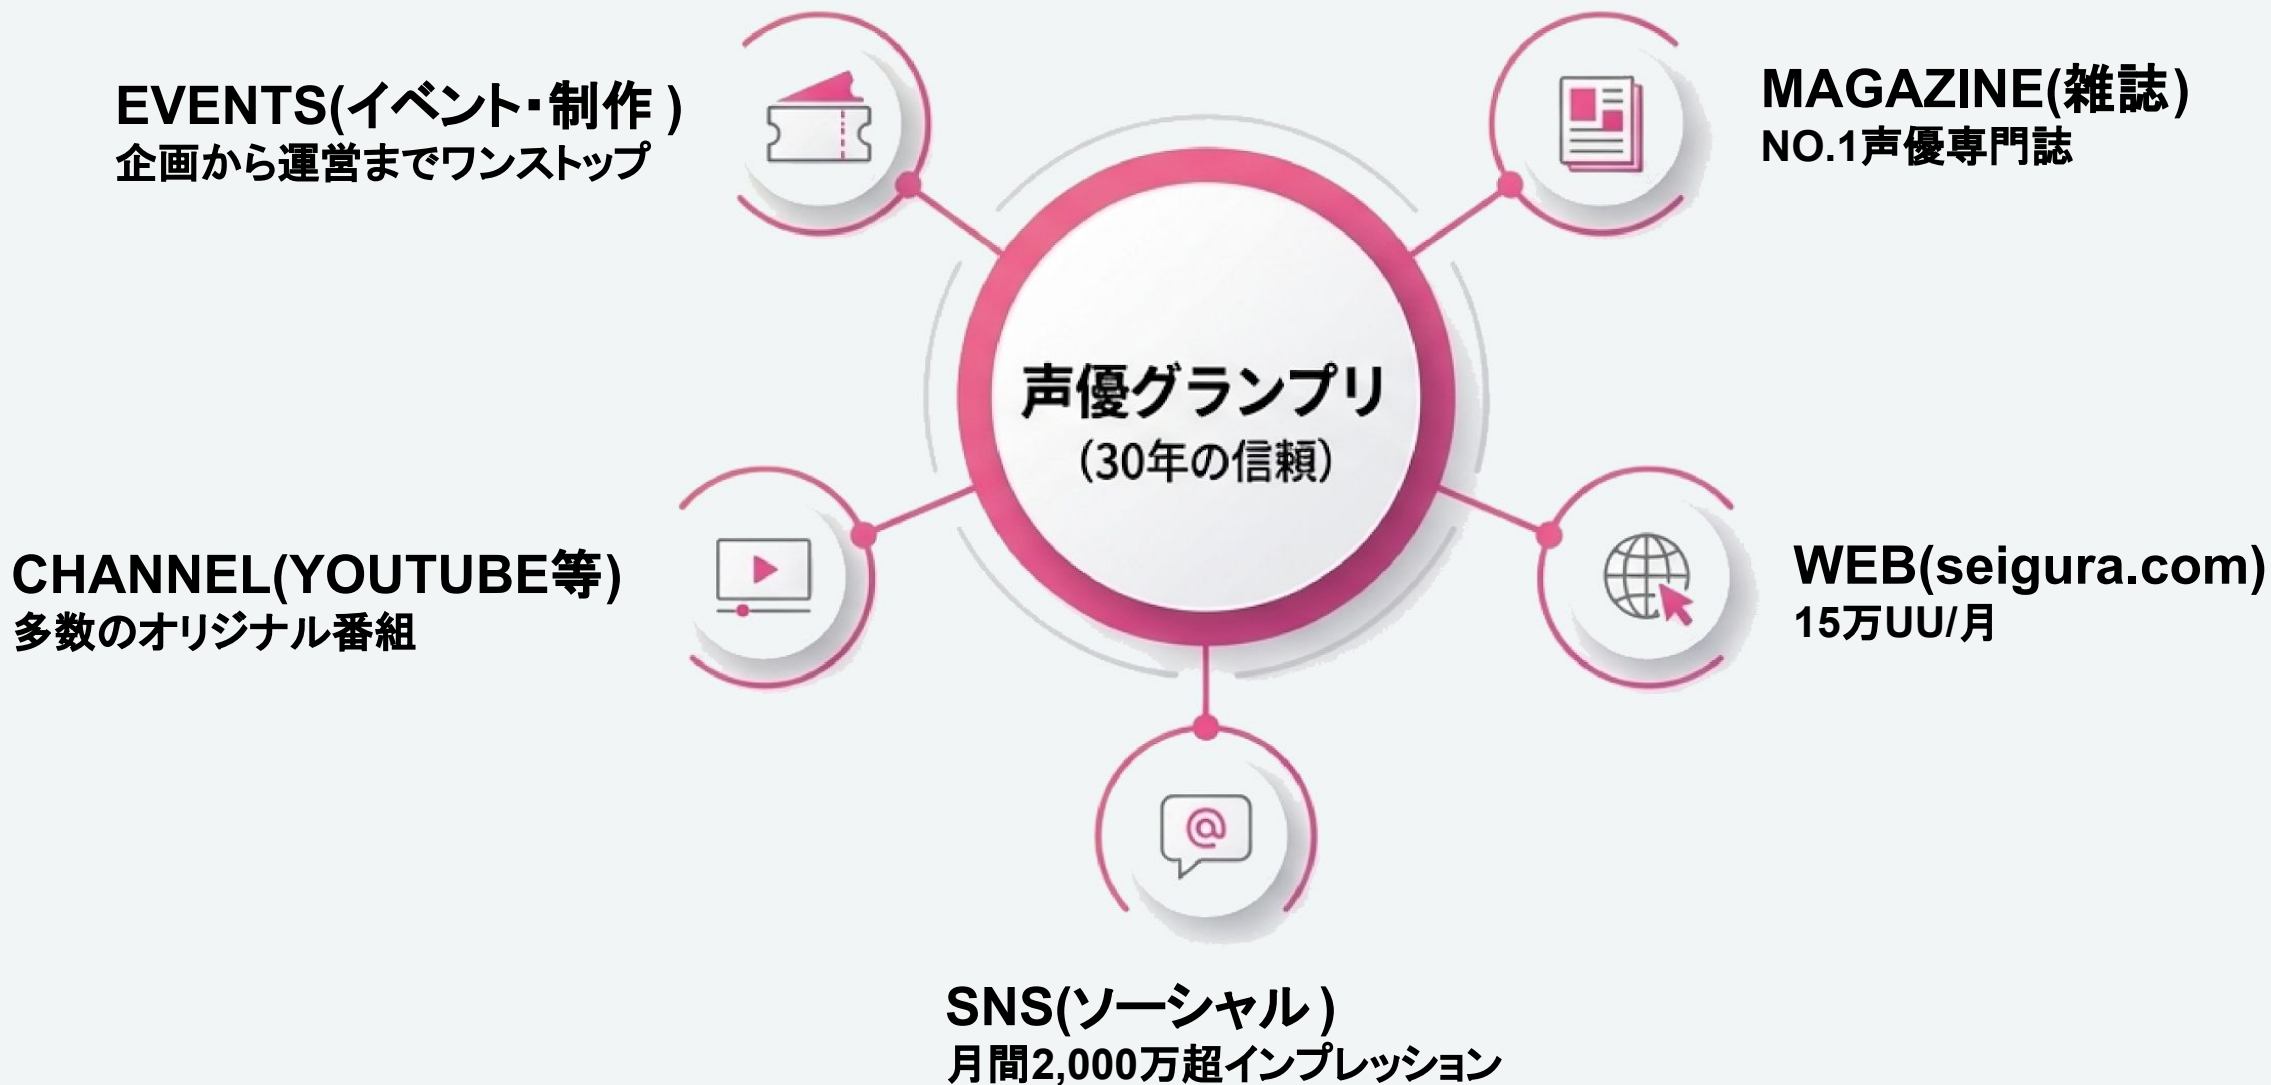 EVENTS(イベント・制作)
企画から運営までワンストップ
MAGAZINE(雑誌)
NO.1声優専門誌
声優グランプリ
(30年の信頼)
CHANNEL(YOUTUBE等)
多数のオリジナル番組
WEB(seigura.com)
15万UU/月
@
SNS(ソーシャル)
月間2,000万超インプレッション